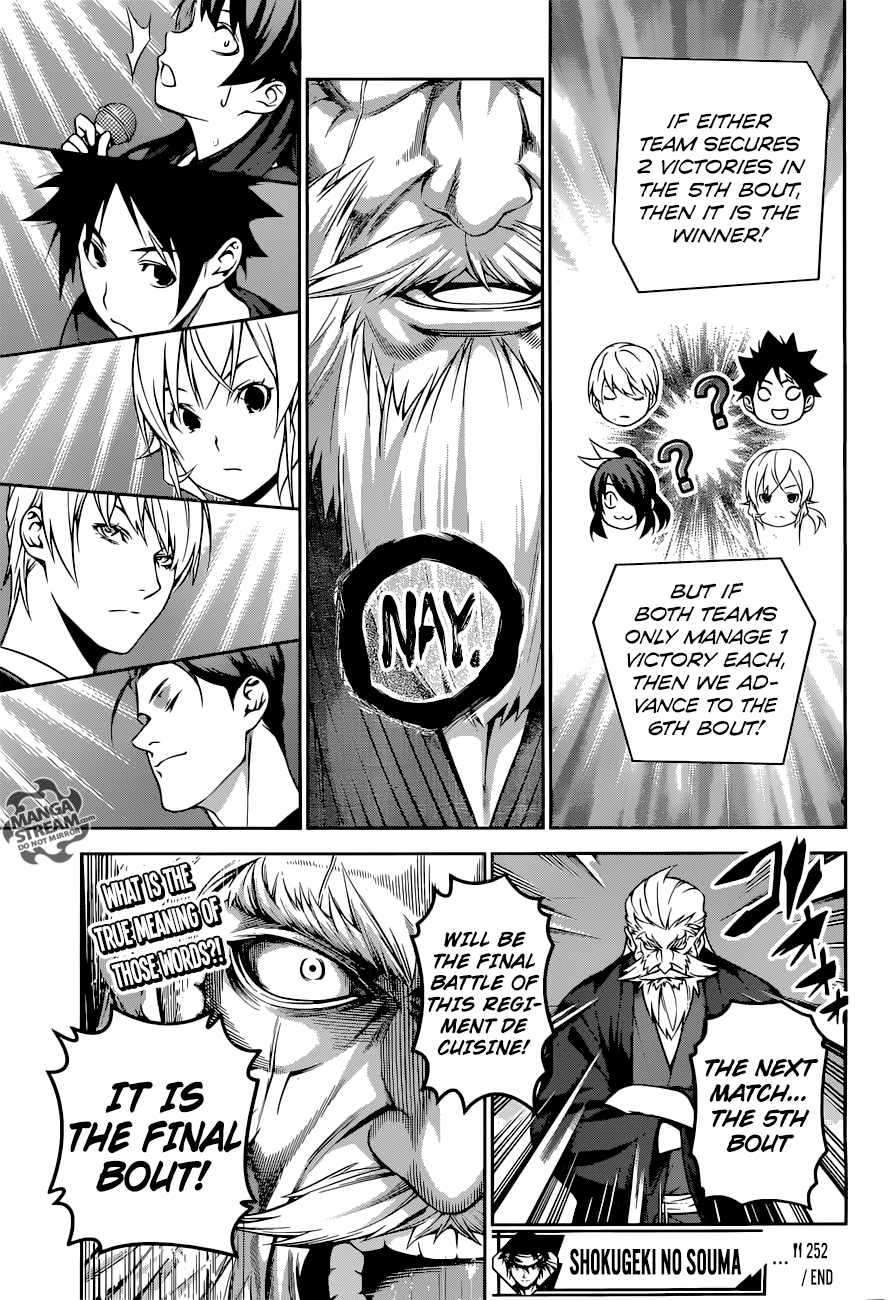 IF EITHER
TEAM SECURES
2 VICTORIES IN
THE 5TH BOUT,
THEN IT IS THE
WINNER!
?
?
BUT IF
BOTH TEAMS
ONLY MANAGE 1
VICTORY EACH,
THEN WE AD-
VANCE TO THE
6TH BOUT!
NAY.
MANGA
STREAM.com
DO NOT MIRROR
THE NEXT
MATCH...
THE 5TH
BOUT
WILL BE
THE FINAL
BATTLE OF
THIS REGI-
MENT DE
CUISINE!
WHAT IS THE
TRUE MEANING OF
THOSE WORDS?!
IT IS
THE FINAL
BOUT!
SHOKUGEKI NO SOUMA
... 252
/ END